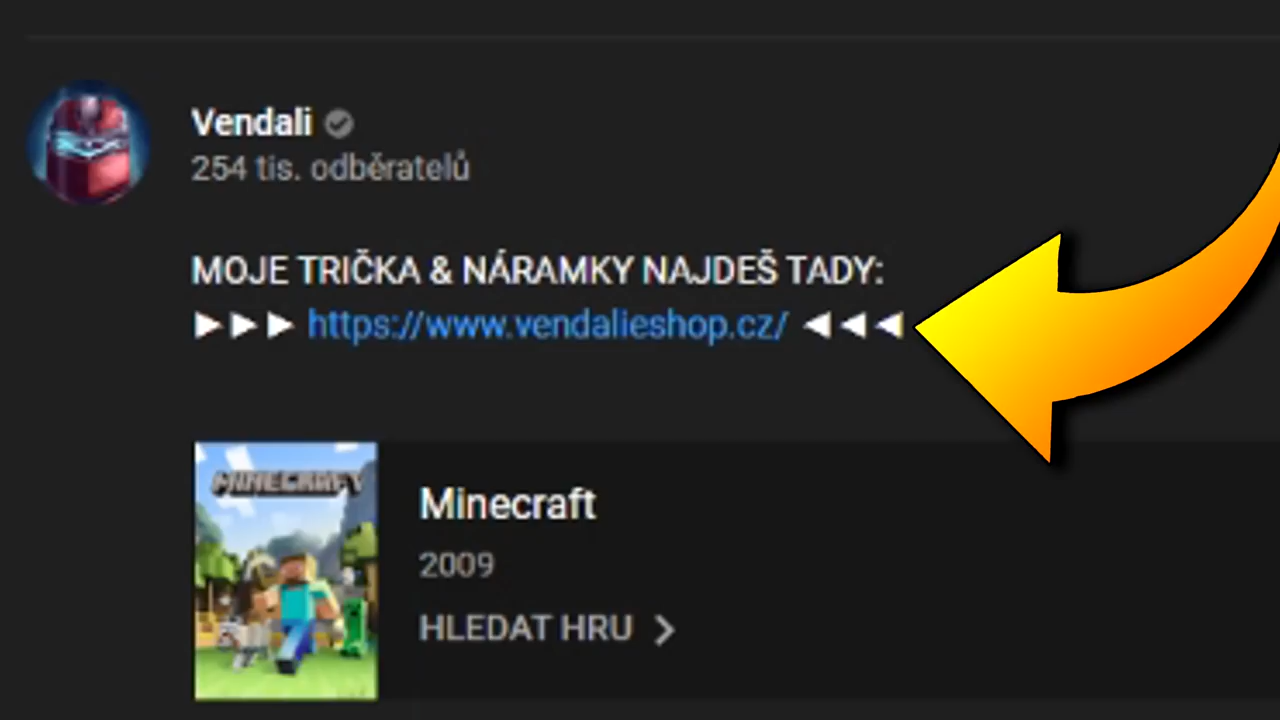 Vendali
254 tis. odběratelů
MOJE TRIČKA & NÁRAMKY NAJDEŠ TADY:
►►► https://www.vendalieshop.cz/ ◄◄◄
MINECRAFT
Minecraft
2009
HLEDAT HRU